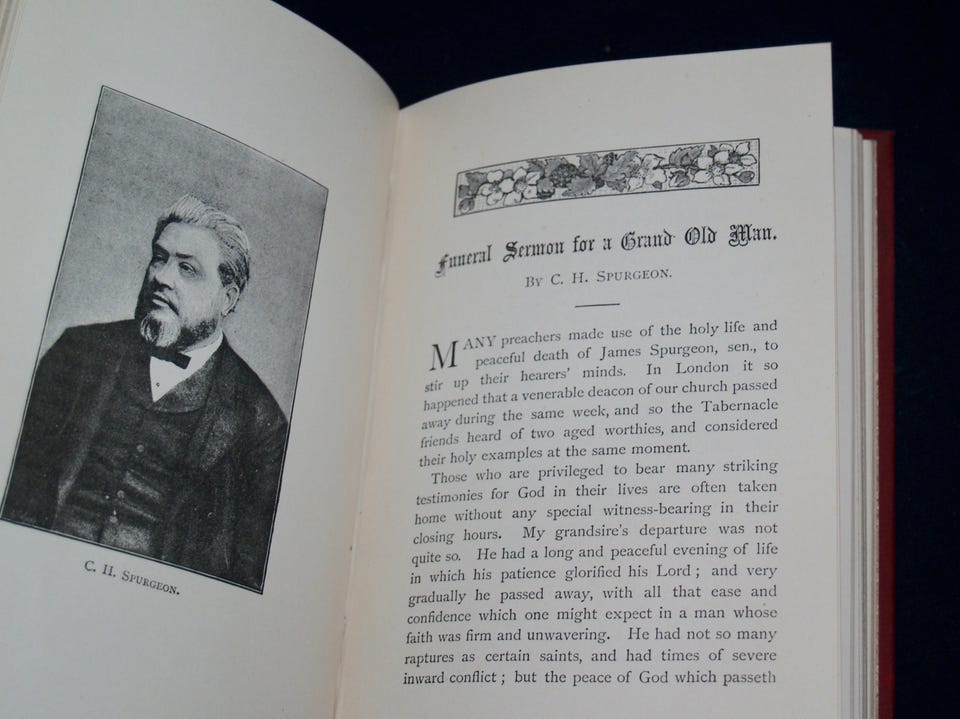 C. H. SPURGEON.
Funeral Sermon for a Grand Old Man.
BY C. H. SPURGEON.
MANY preachers made use of the holy life and
peaceful death of James Spurgeon, sen., to
stir up their hearers' minds. In London it so
happened that a venerable deacon of our church passed
away during the same week, and so the Tabernacle
friends heard of two aged worthies, and considered
their holy examples at the same moment.
Those who are privileged to bear many striking
testimonies for God in their lives are often taken
home without any special witness-bearing in their
closing hours. My grandsire's departure was not
quite so. He had a long and peaceful evening of life
in which his patience glorified his Lord; and very
gradually he passed away, with all that ease and
confidence which one might expect in a man whose
faith was firm and unwavering. He had not so many
raptures as certain saints, and had times of severe
inward conflict; but the peace of God which passeth